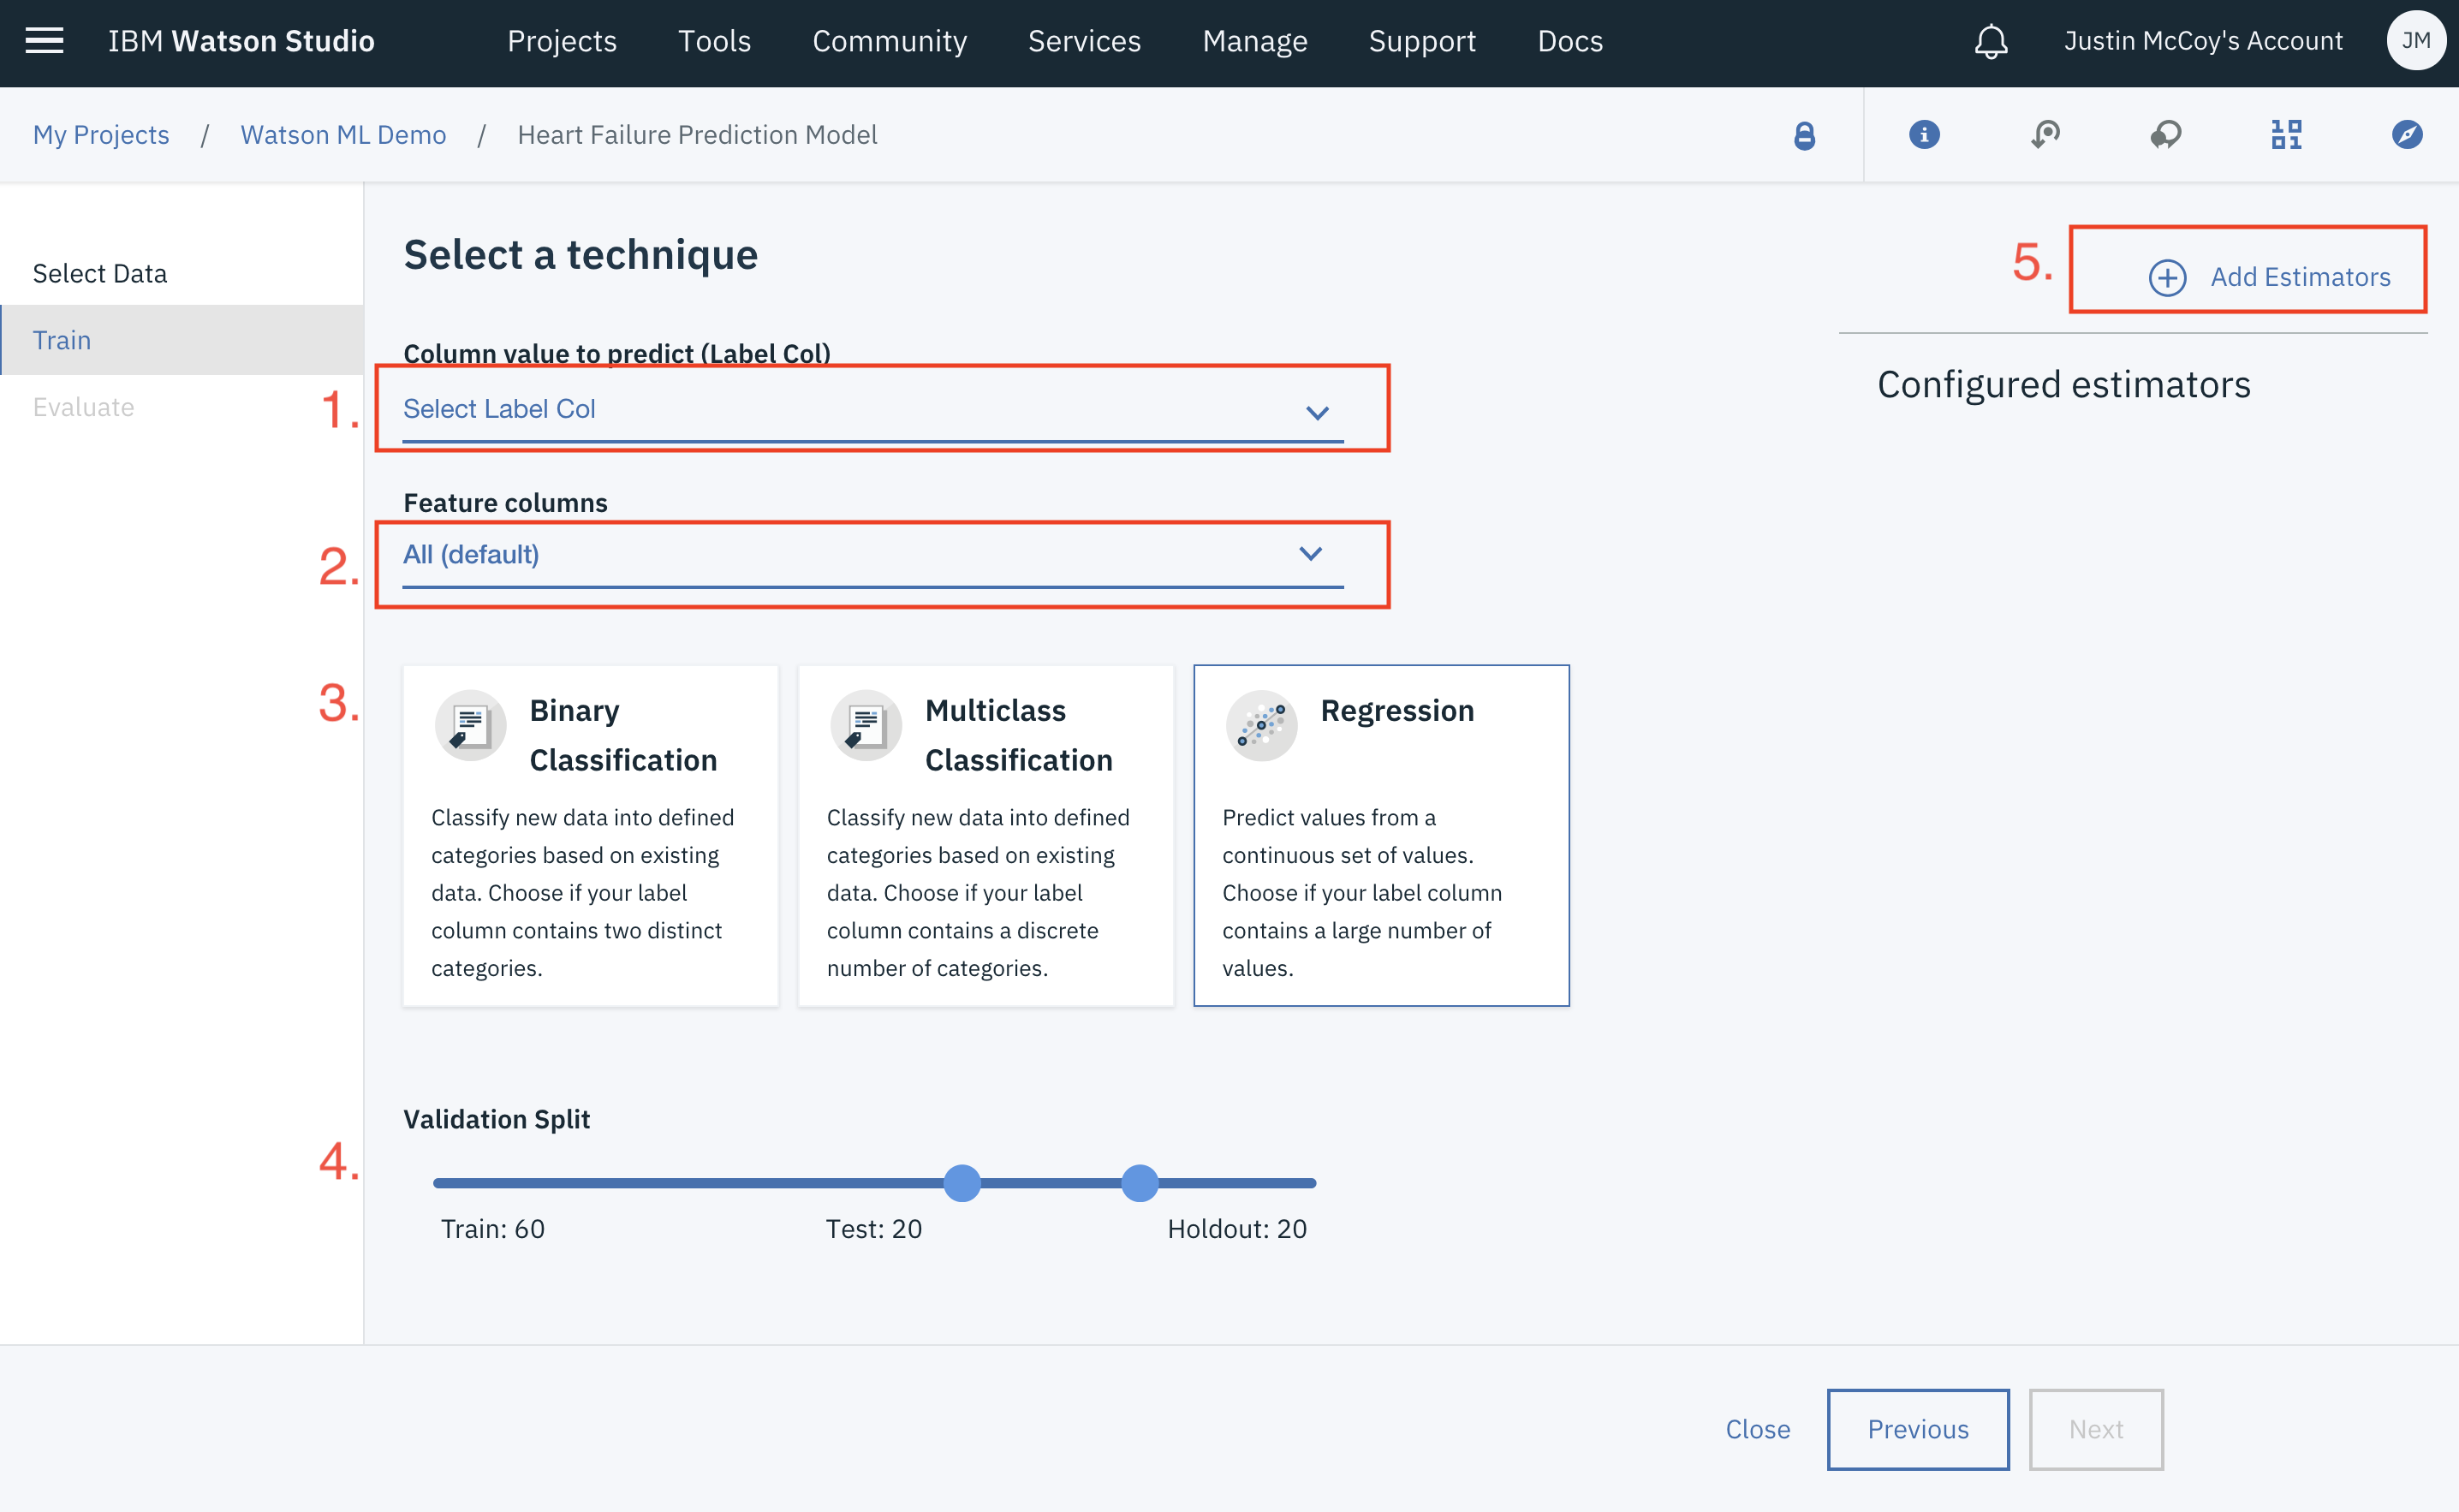 IBM Watson Studio Projects Tools Community Services Manage Support Docs Justin McCoy's Account JM
My Projects / Watson ML Demo / Heart Failure Prediction Model
Select Data
Train
Evaluate
Select a technique
5. Add Estimators
Configured estimators
Column value to predict (Label Col)
1. Select Label Col
Feature columns
2. All (default)
3.
Binary
Classification
Classify new data into defined
categories based on existing
data. Choose if your label
column contains two distinct
categories.
Multiclass
Classification
Classify new data into defined
categories based on existing
data. Choose if your label
column contains a discrete
number of categories.
Regression
Predict values from a
continuous set of values.
Choose if your label column
contains a large number of
values.
Validation Split
4.
Train: 60 Test: 20 Holdout: 20
Close Previous Next